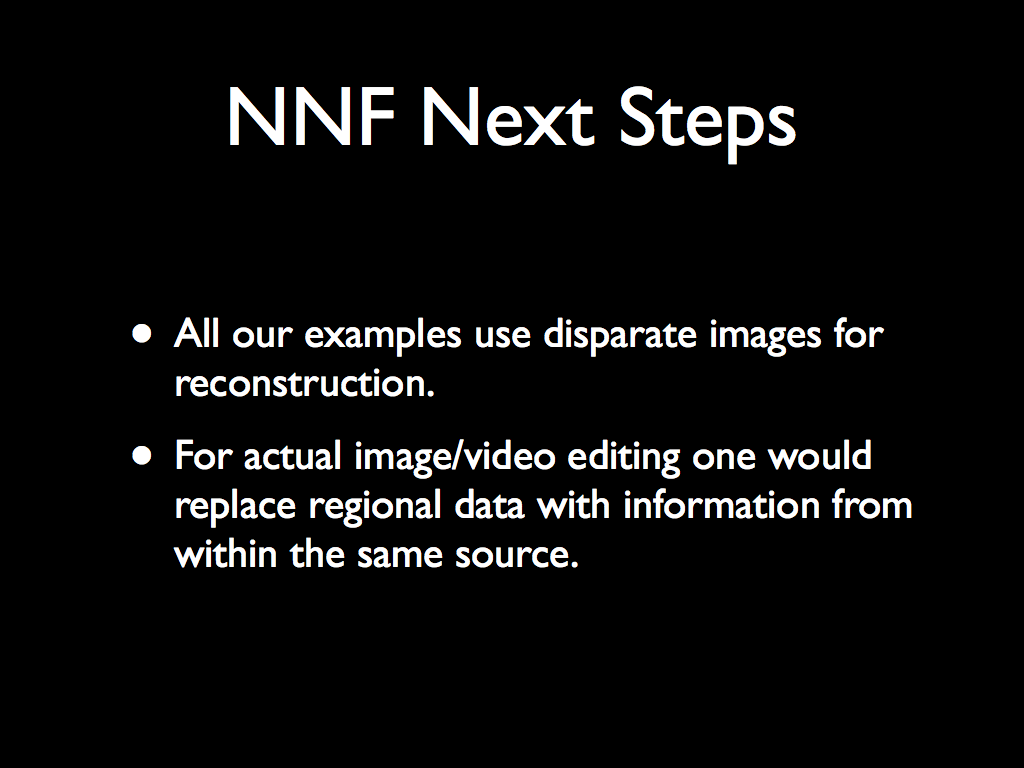 NNF Next Steps
• All our examples use disparate images for
reconstruction.
• For actual image/video editing one would
replace regional data with information from
within the same source.